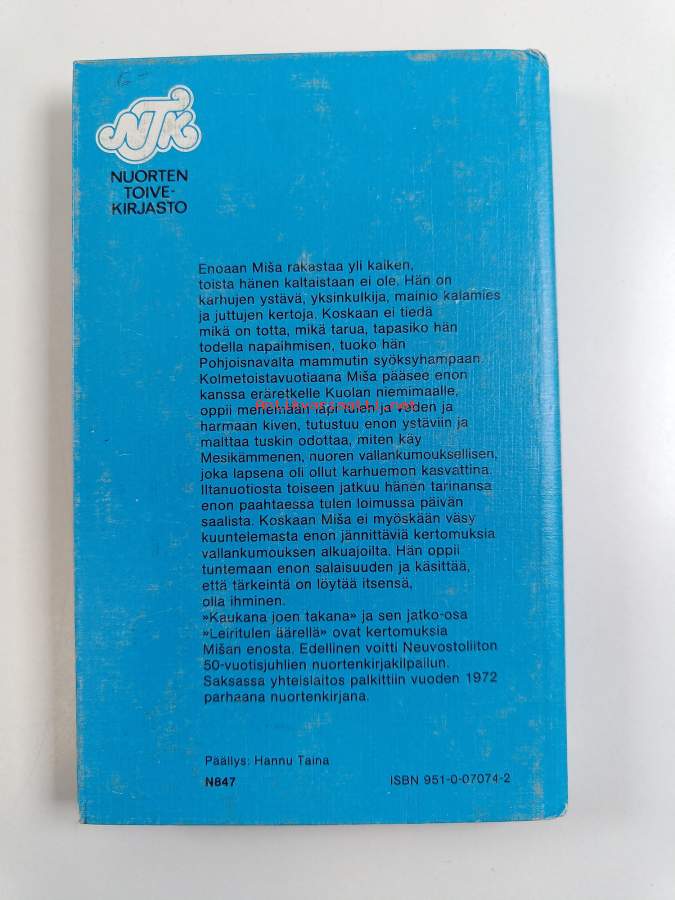 6-
NTK
NUORTEN
TOIVE-
KIRJASTO
Enoaan Miša rakastaa yli kaiken,
toista hänen kaltaistaan ei ole. Hän on
karhujen ystävä, yksinkulkija, mainio kalamies
ja juttujen kertoja. Koskaan ei tiedä
mikä on totta, mikä tarua, tapasiko hän
todella napaihmisen, tuoko hän
Pohjoisnavalta mammutin syöksyhampaan.
Kolmetoistavuotiaana Miša pääsee enon
kanssa eräretkelle Kuolan niemimaalle,
oppii menemään läpi tulen ja veden ja
harmaan kiven, tutustuu enon ystäviin ja
malttaa tuskin odottaa, miten käy
Mesikämmenen, nuoren vallankumouksellisen,
joka lapsena oli ollut karhuemon kasvattina.
Iltanuotiosta toiseen jatkuu hänen tarinansa
enon paahtaessa tulen loimussa päivän
saalista. Koskaan Miša ei myöskään väsy
kuuntelemasta enon jännittäviä kertomuksia
vallankumouksen alkuajoilta. Hän oppii
tuntemaan enon salaisuuden ja käsittää,
että tärkeintä on löytää itsensä,
olla ihminen.
»Kaukana joen takana» ja sen jatko-osa
»Leiritulen äärellä» ovat kertomuksia
Mišan enosta. Edellinen voitti Neuvostoliiton
50-vuotisjuhlien nuortenkirjakilpailun.
Saksassa yhteislaitos palkittiin vuoden 1972
parhaana nuortenkirjana.
Päällys: Hannu Taina
N847 ISBN 951-0-07074-2